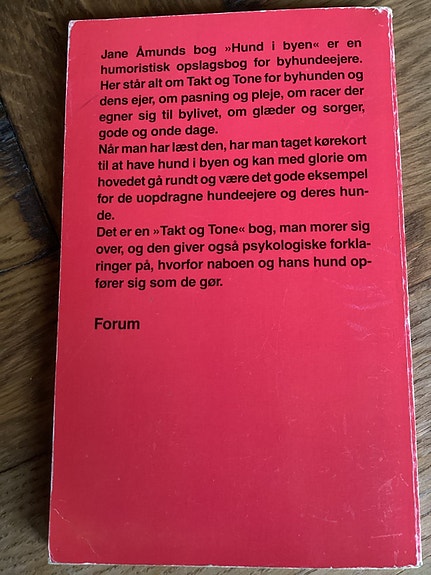 Jane Åmunds bog »Hund i byen« er en
humoristisk opslagsbog for byhundeejere.
Her står alt om Takt og Tone for byhunden og
dens ejer, om pasning og pleje, om racer der
egner sig til bylivet, om glæder og sorger,
gode og onde dage.
Når man har læst den, har man taget kørekort
til at have hund i byen og kan med glorie om
hovedet gå rundt og være det gode eksempel
for de uopdragne hundeejere og deres hun-
de.
Det er en »Takt og Tone« bog, man morer sig
over, og den giver også psykologiske forkla-
ringer på, hvorfor naboen og hans hund op-
fører sig som de gør.
Forum